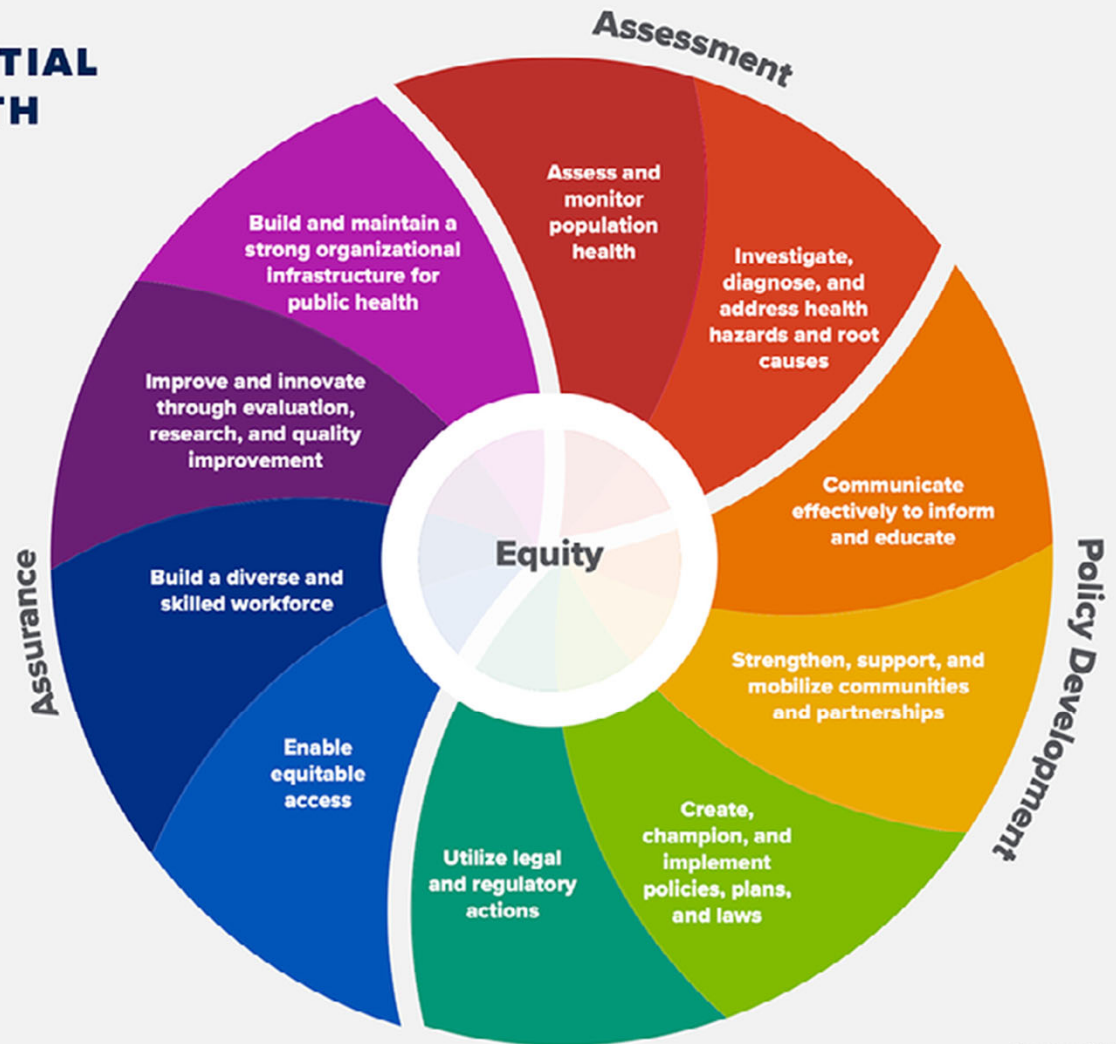 TIAL
TH
Assessment
Assess and
monitor
population
health
Investigate,
diagnose, and
address health
hazards and root
causes
Policy Development
Communicate
effectively to inform
and educate
Strengthen, support, and
mobilize communities
and partnerships
Create,
champion, and
implement
policies, plans,
and laws
Utilize legal
and regulatory
actions
Assurance
Enable
equitable
access
Build a diverse and
skilled workforce
Improve and innovate
through evaluation,
research, and quality
improvement
Build and maintain a
strong organizational
infrastructure for
public health
Equity